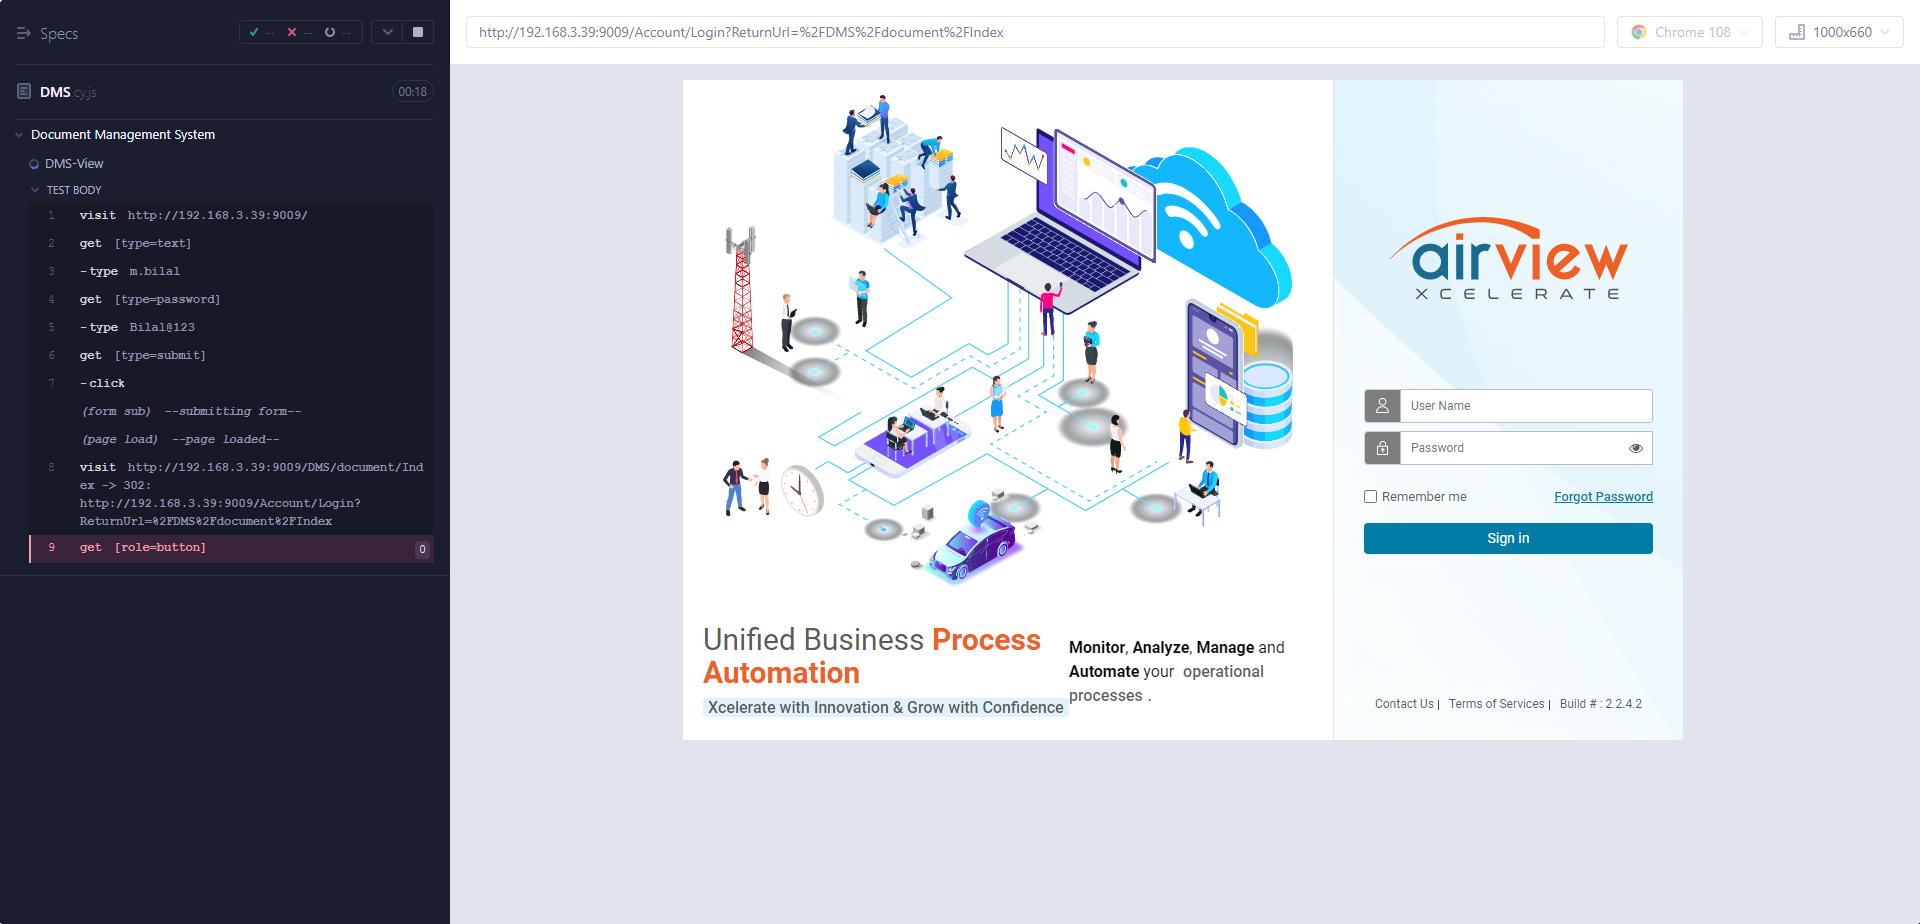 Specs
-- -- --
http://192.168.3.39:9009/Account/Login?ReturnUrl=%2FDMS%2Fdocument%2FIndex
Chrome 108
1000x660
DMS.cy.js
00:18
Document Management System
DMS-View
TEST BODY
1 visit http://192.168.3.39:9009/
2 get [type=text]
3 -type m.bilal
4 get [type=password]
5 -type Bilal@123
6 get [type=submit]
7 -click
(form sub) --submitting form--
(page load) --page loaded--
8 visit http://192.168.3.39:9009/DMS/document/Ind
ex -> 302:
http://192.168.3.39:9009/Account/Login?
ReturnUrl=%2FDMS%2Fdocument%2FIndex
9 get [role=button] 0
airview
XCELERATE
User Name
Password
Remember me
Forgot Password
Sign in
Unified Business Process
Automation
Xcelerate with Innovation & Grow with Confidence
Monitor, Analyze, Manage and
Automate your operational
processes .
Contact Us | Terms of Services | Build # : 2.2.4.2